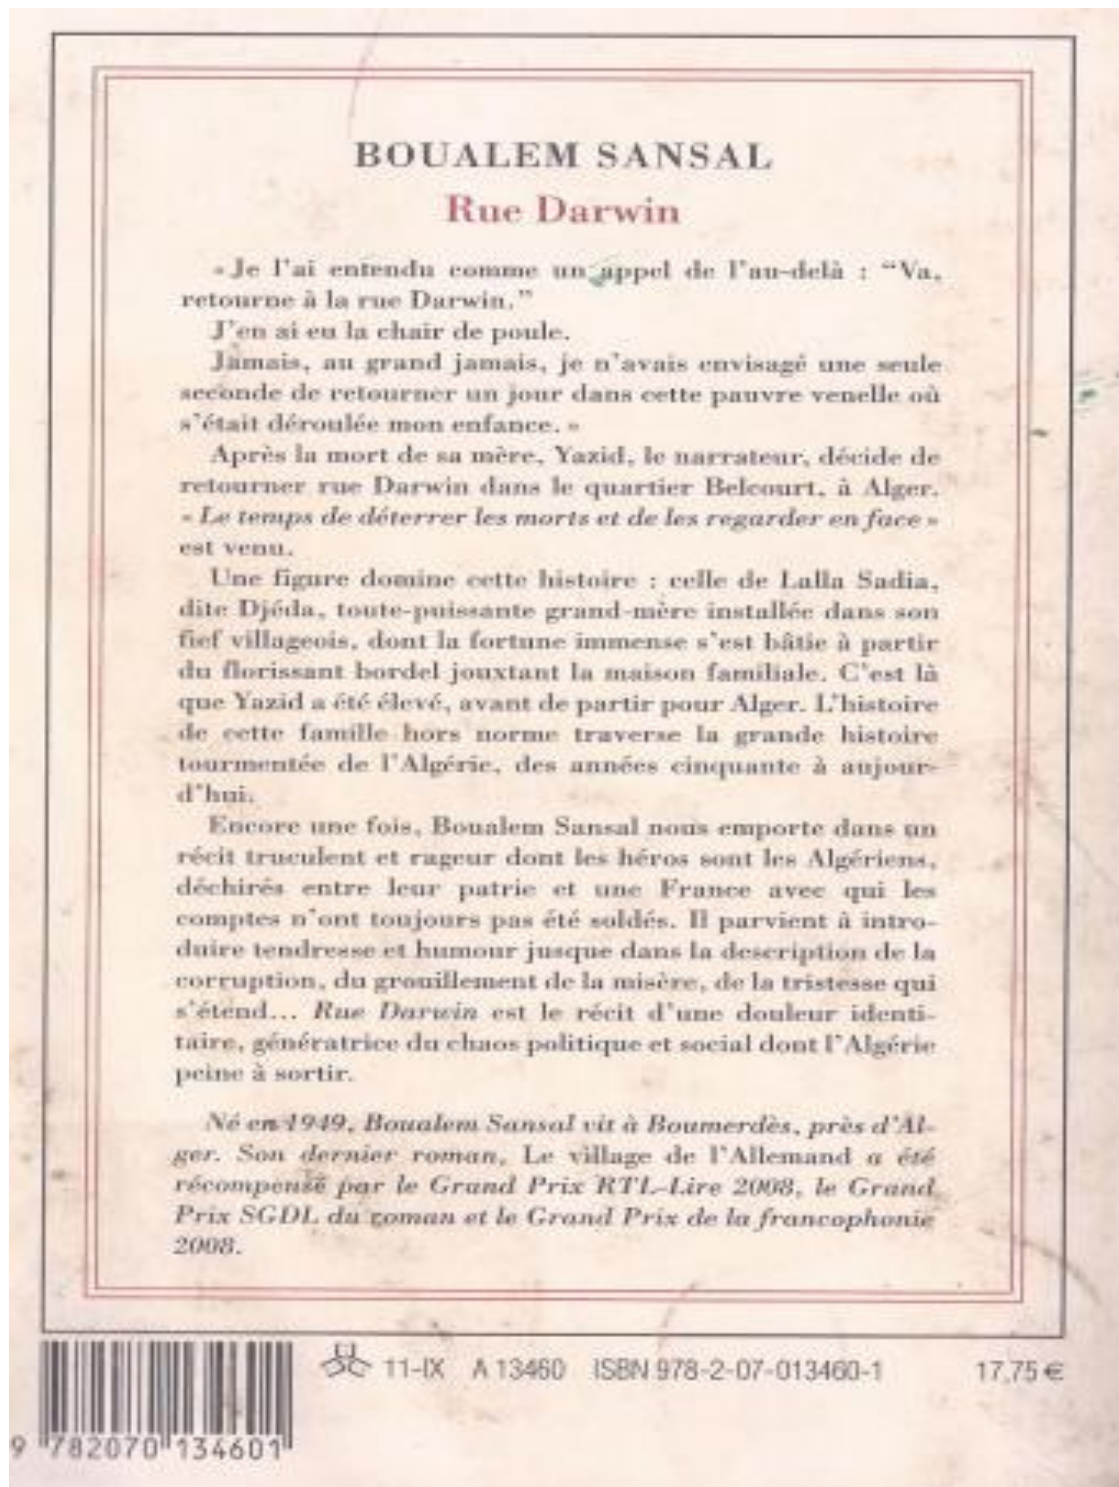 BOUALEM SANSAL
Rue Darwin
« Je l'ai entendu comme un appel de l'au-delà : “Va,
retourne à la rue Darwin.”
J'en ai eu la chair de poule.
Jamais, au grand jamais, je n'avais envisagé une seule
seconde de retourner un jour dans cette pauvre venelle où
s'était déroulée mon enfance. »
Après la mort de sa mère, Yazid, le narrateur, décide de
retourner rue Darwin dans le quartier Belcourt, à Alger.
« Le temps de déterrer les morts et de les regarder en face »
est venu.
Une figure domine cette histoire : celle de Lalla Sadia,
dite Djéda, toute-puissante grand-mère installée dans son
fief villageois, dont la fortune immense s'est bâtie à partir
du florissant bordel jouxtant la maison familiale. C'est là
que Yazid a été élevé, avant de partir pour Alger. L'histoire
de cette famille hors norme traverse la grande histoire
tourmentée de l'Algérie, des années cinquante à aujour-
d'hui.
Encore une fois, Boualem Sansal nous emporte dans un
récit truculent et rageur dont les héros sont les Algériens,
déchirés entre leur patrie et une France avec qui les
comptes n'ont toujours pas été soldés. Il parvient à intro-
duire tendresse et humour jusque dans la description de la
corruption, du grouillement de la misère, de la tristesse qui
s'étend... Rue Darwin est le récit d'une douleur identi-
taire, génératrice du chaos politique et social dont l'Algérie
peine à sortir.
Né en 1949, Boualem Sansal vit à Boumerdès, près d'Al-
ger. Son dernier roman, Le village de l'Allemand a été
récompensé par le Grand Prix RTL-Lire 2008, le Grand
Prix SGDL du roman et le Grand Prix de la francophonie
2008.
11-IX A 13460 ISBN 978-2-07-013460-1 17,75 €
9 782070 134601